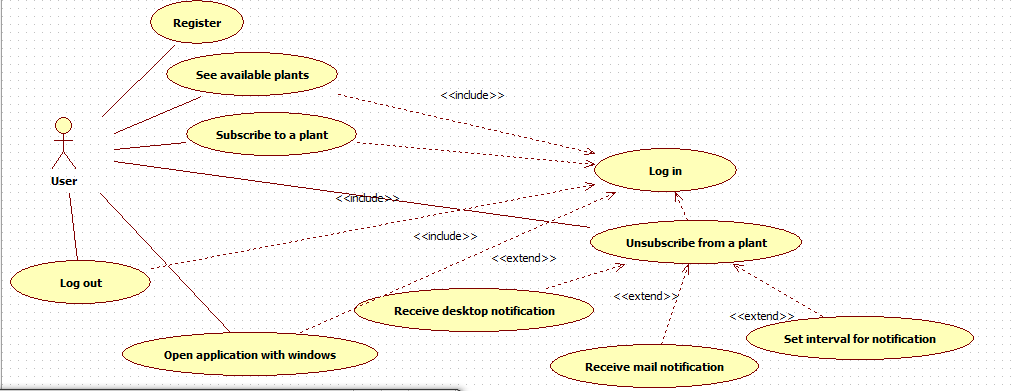 Register
See available plants
<<include>>
Subscribe to a plant
Log in
User
<<include>>
<<include>>
Unsubscribe from a plant
<<extend>>
Log out
<<extend>>
Receive desktop notification
<<extend>>
Set interval for notification
Open application with windows
Receive mail notification